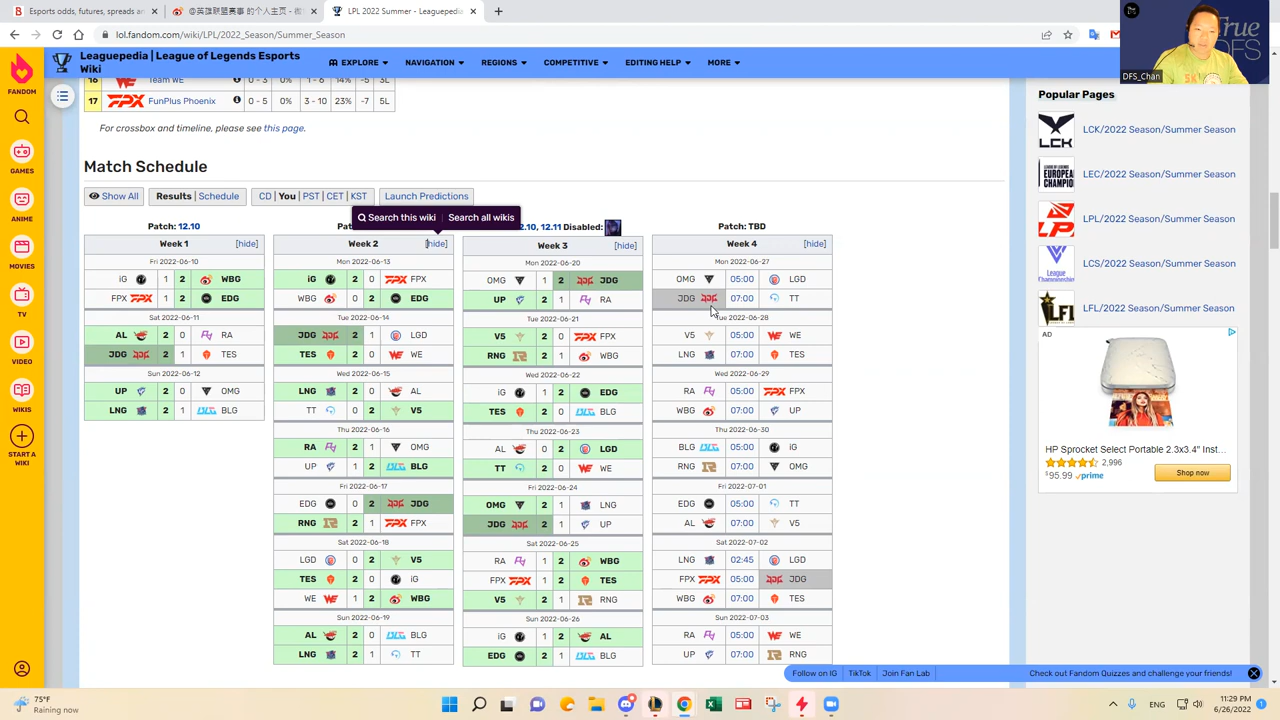 Esports odds, futures, spreads an
@英雄联盟赛事 的个人主页 - 微
LPL 2022 Summer - Leaguepedia
lol.fandom.com/wiki/LPL/2022_Season/Summer_Season
True
DFS
DFS_Chan
Leaguepedia | League of Legends Esports Wiki
EXPLORE
NAVIGATION
REGIONS
COMPETITIVE
EDITING HELP
MORE
FANDOM
GAMES
ANIME
MOVIES
TV
VIDEO
WIKIS
START A WIKI
16 Team WE 0 - 3 0% 1 - 6 14% -5 3L
17 FPX FunPlus Phoenix 0 - 5 0% 3 - 10 23% -7 5L
For crossbox and timeline, please see this page.
Match Schedule
Show All Results | Schedule CD | You | PST | CET | KST Launch Predictions
Search this wiki Search all wikis
Patch: 12.10
Week 1 [hide]
Fri 2022-06-10
iG 1 2 WBG
FPX 1 2 EDG
Sat 2022-06-11
AL 2 0 RA
JDG 2 1 TES
Sun 2022-06-12
UP 2 0 OMG
LNG 2 1 BLG
Week 2 [hide]
Mon 2022-06-13
iG 2 0 FPX
WBG 0 2 EDG
Tue 2022-06-14
JDG 2 1 LGD
TES 2 0 WE
Wed 2022-06-15
LNG 2 0 AL
TT 0 2 V5
Thu 2022-06-16
RA 2 1 OMG
UP 1 2 BLG
Fri 2022-06-17
EDG 0 2 JDG
RNG 2 1 FPX
Sat 2022-06-18
LGD 0 2 V5
TES 2 0 iG
WE 1 2 WBG
Sun 2022-06-19
AL 2 0 BLG
LNG 2 1 TT
2.10, 12.11 Disabled:
Week 3 [hide]
Mon 2022-06-20
OMG 1 2 JDG
UP 2 1 RA
Tue 2022-06-21
V5 2 0 FPX
RNG 2 1 WBG
Wed 2022-06-22
iG 1 2 EDG
TES 2 0 BLG
Thu 2022-06-23
AL 0 2 LGD
TT 2 0 WE
Fri 2022-06-24
OMG 2 1 LNG
JDG 2 1 UP
Sat 2022-06-25
RA 1 2 WBG
FPX 1 2 TES
V5 2 1 RNG
Sun 2022-06-26
iG 1 2 AL
EDG 2 1 BLG
Patch: TBD
Week 4 [hide]
Mon 2022-06-27
OMG 05:00 LGD
JDG 07:00 TT
Tue 2022-06-28
V5 05:00 WE
LNG 07:00 TES
Wed 2022-06-29
RA 05:00 FPX
WBG 07:00 UP
Thu 2022-06-30
BLG 05:00 iG
RNG 07:00 OMG
Fri 2022-07-01
EDG 05:00 TT
AL 07:00 V5
Sat 2022-07-02
LNG 02:45 LGD
FPX 05:00 JDG
WBG 07:00 TES
Sun 2022-07-03
RA 05:00 WE
UP 07:00 RNG
Popular Pages
LCK/2022 Season/Summer Season
LEC/2022 Season/Summer Season
LPL/2022 Season/Summer Season
LCS/2022 Season/Summer Season
LFL/2022 Season/Summer Season
AD
HP Sprocket Select Portable 2.3x3.4" Inst...
2,996
$95.99 prime
Shop now
Follow on IG TikTok Join Fan Lab Check out Fandom Quizzes and challenge your friends!
75°F
Raining now
ENG
11:29 PM
6/26/2022